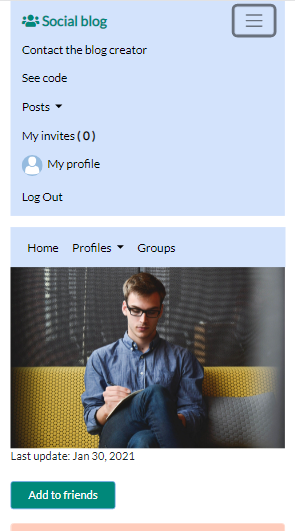 Social blog
Contact the blog creator
See code
Posts
My invites ( 0 )
My profile
Log Out
Home Profiles Groups
Last update: Jan 30, 2021
Add to friends